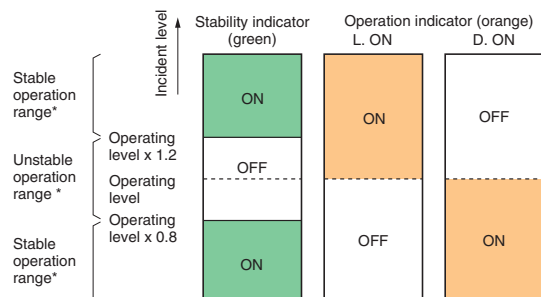 Stability indicator
(green)
Operation indicator (orange)
L. ON
D. ON
Incident level
Stable
operation
range*
ON
ON
OFF
Operating
level x 1.2
Unstable
operation
range *
OFF
Operating
level
Operating
level x 0.8
Stable
operation
range*
ON
OFF
ON